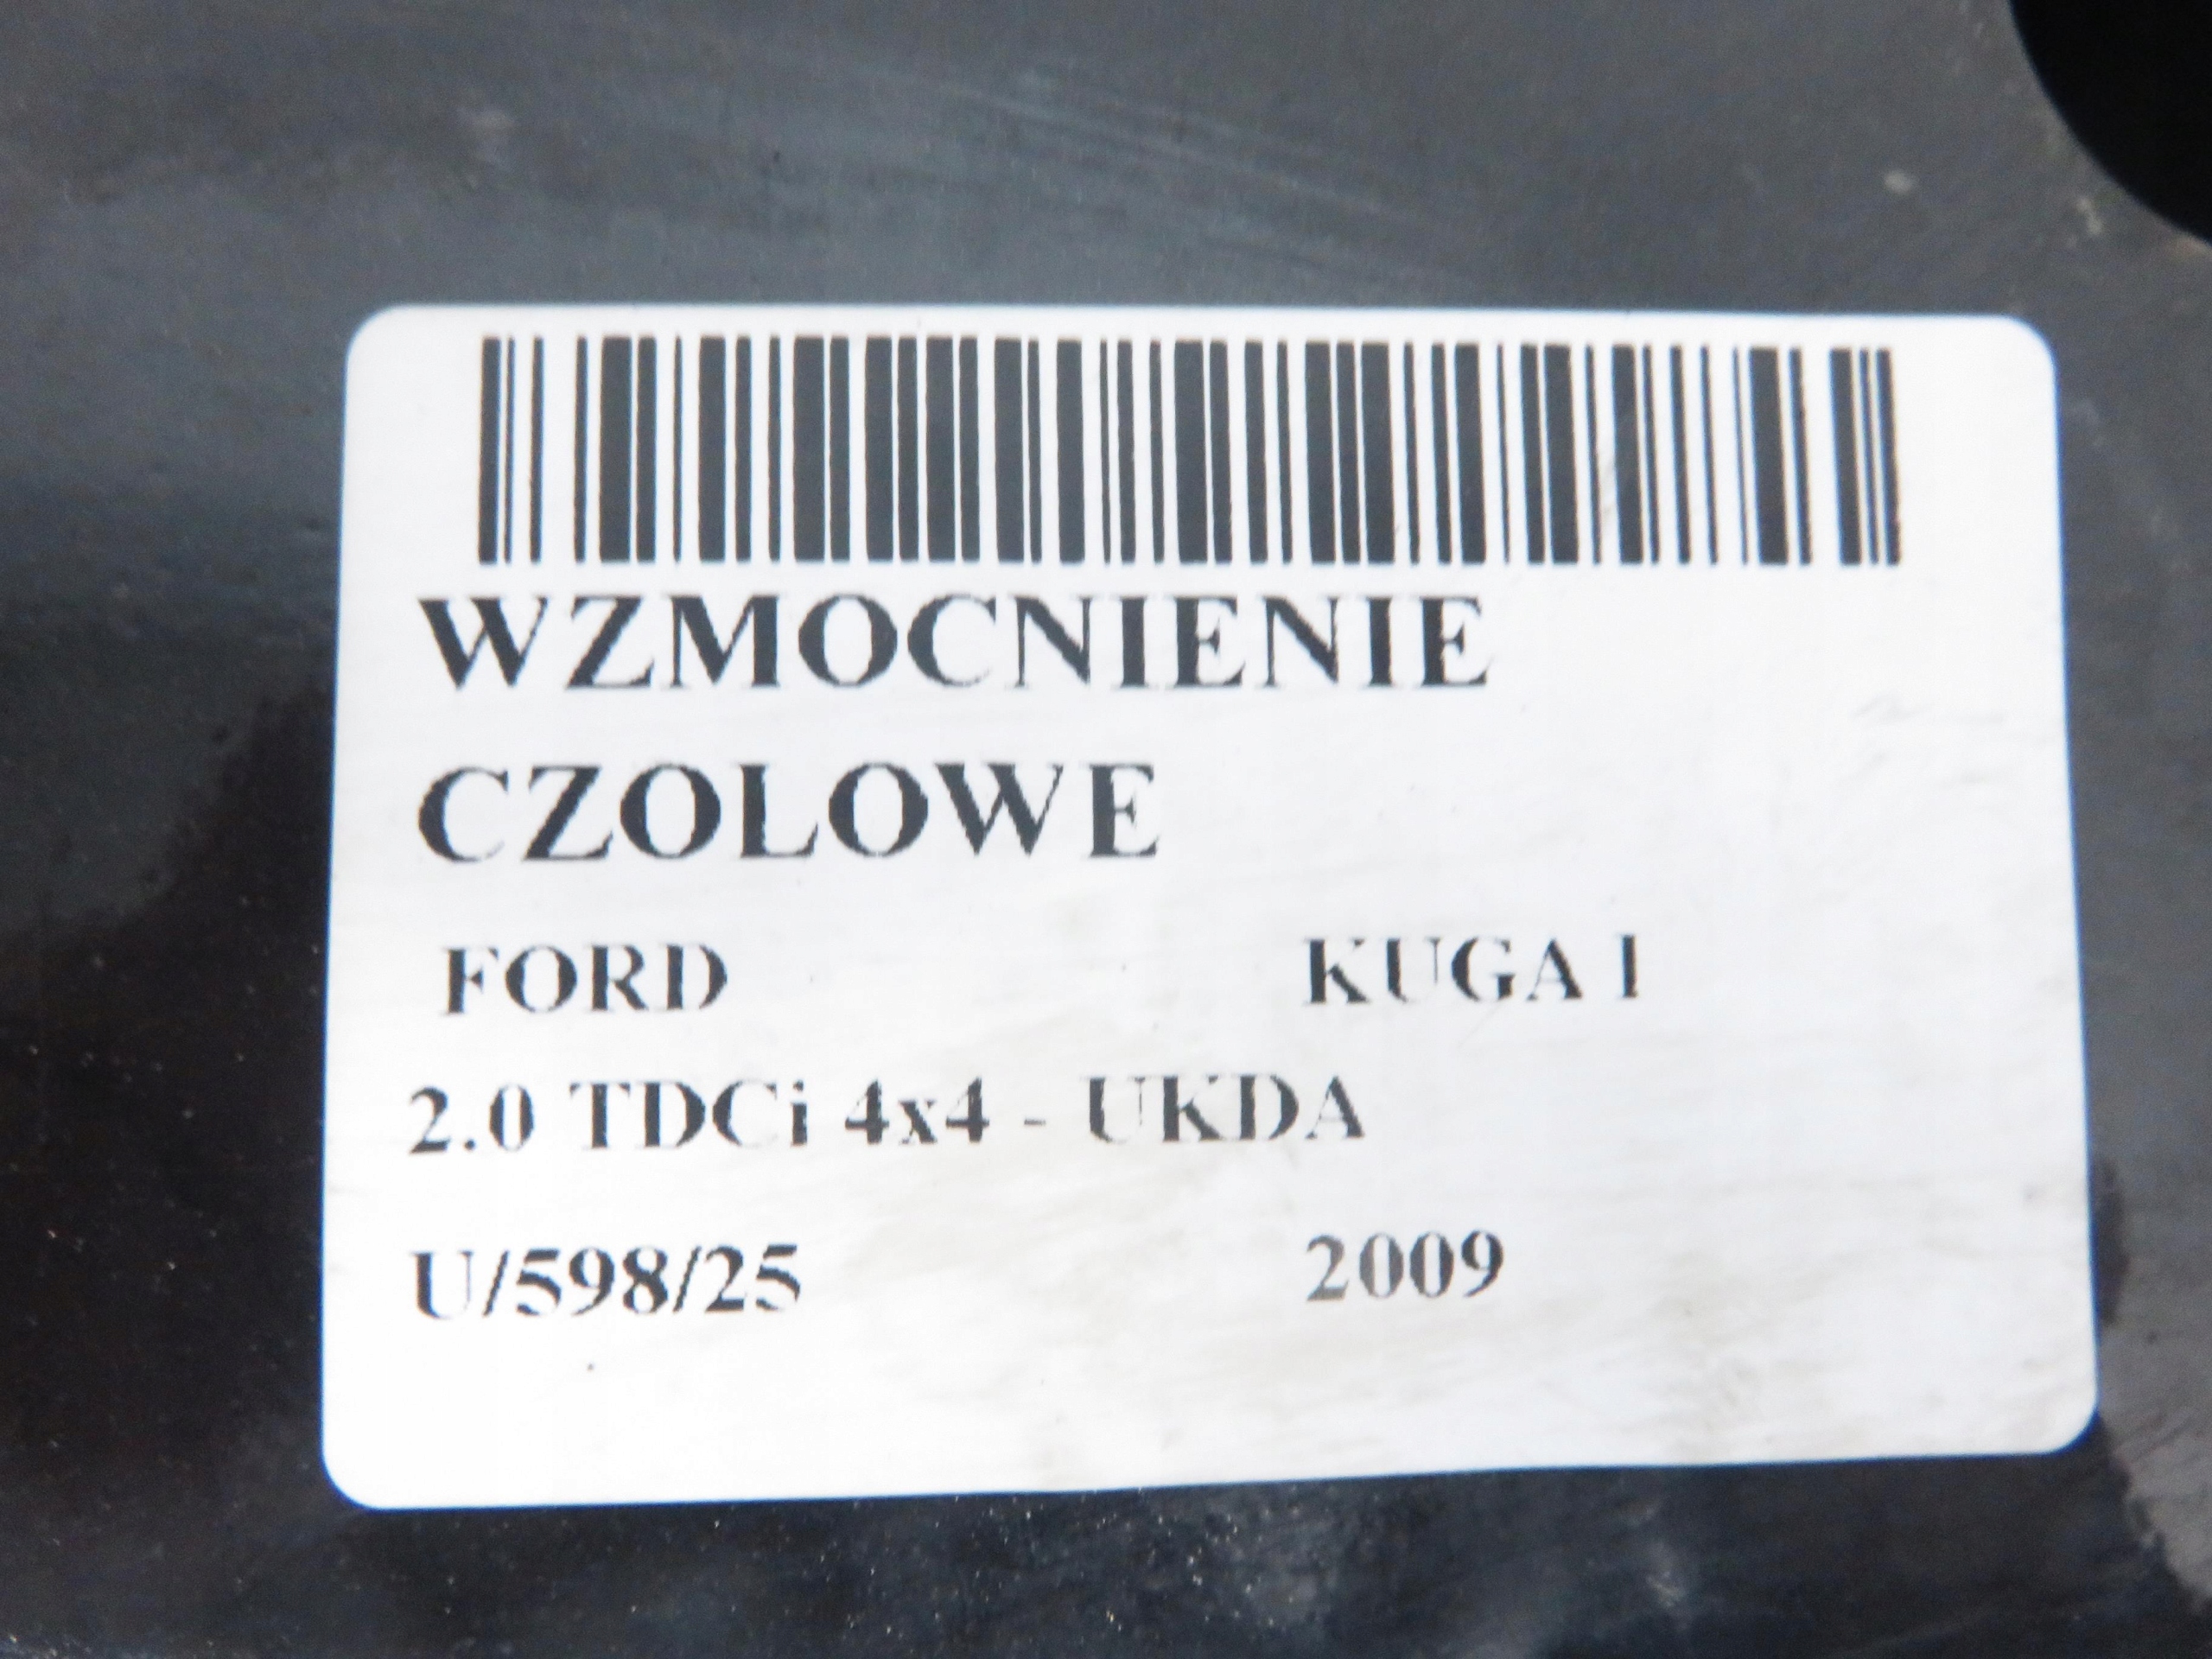 WZMOCNIENIE
CZOLOWE
FORD KUGA I
2.0 TDCi 4x4 - UKDA
U/598/25 2009